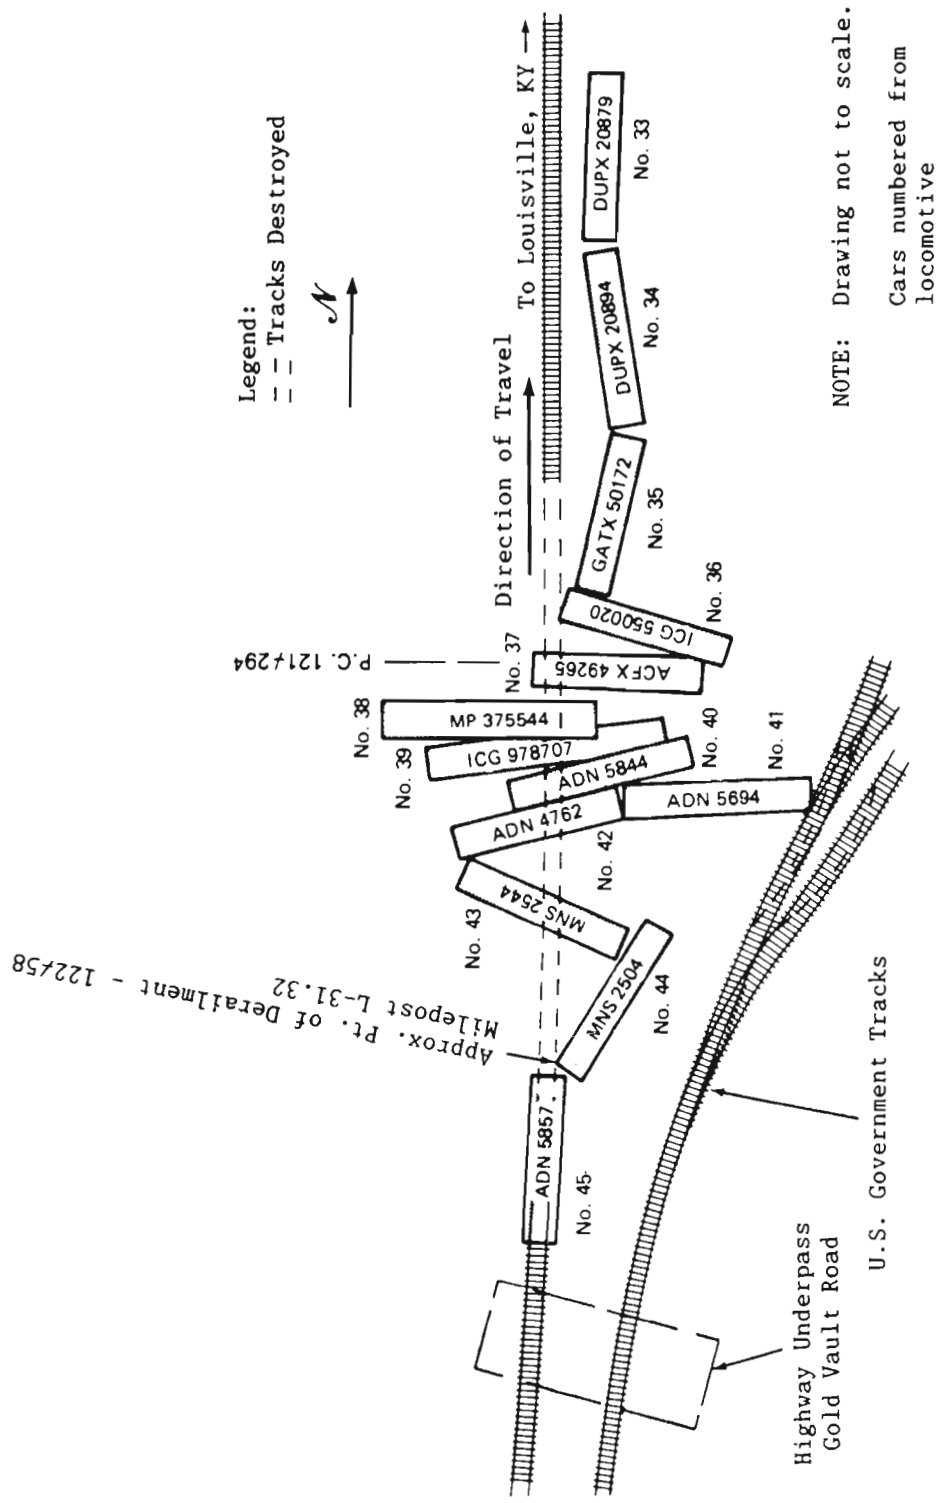 Legend:
Tracks Destroyed
N
To Louisville, KY
Direction of Travel
P.C. 121+294
DUPX 20879
No. 33
DUPX 20894
No. 34
GATX 50172
No. 35
ICG 550020
No. 36
No. 37
ACFX 49265
No. 38
MP 375544
No. 39
ICG 978707
No. 40
ADN 5844
No. 41
ADN 5694
ADN 4762
No. 42
MNS 2544
No. 43
MNS 2504
No. 44
Approx. Pt. of Derailment - 122+58
Milepost L-31.32
ADN 5857
No. 45
U.S. Government Tracks
Highway Underpass
Gold Vault Road
NOTE: Drawing not to scale.
Cars numbered from
locomotive